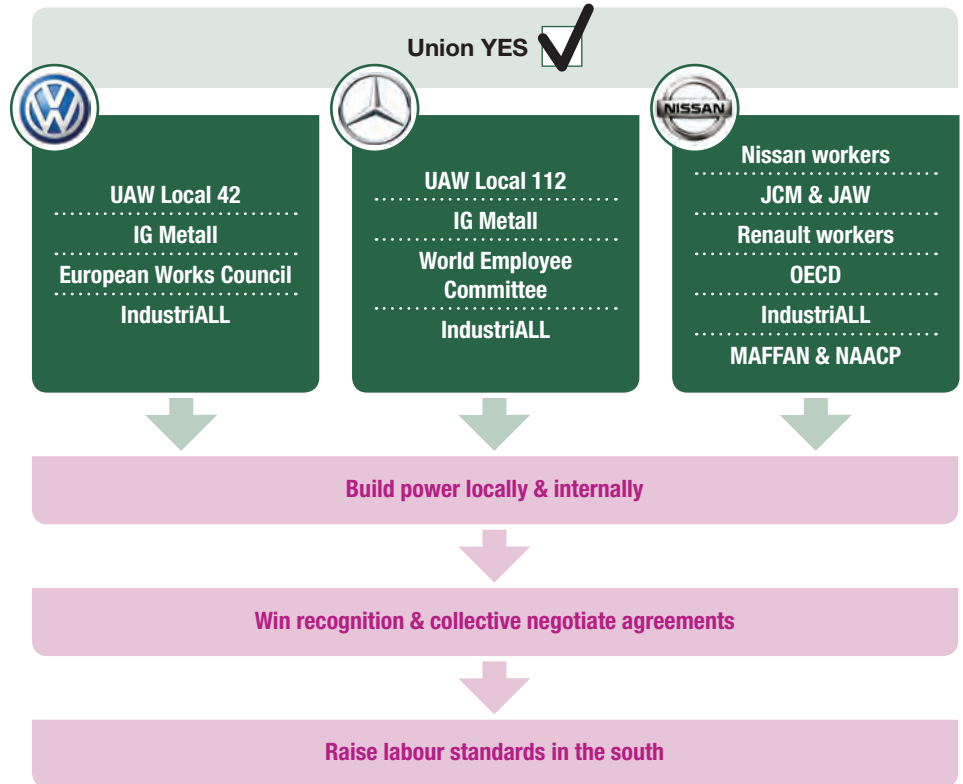 Union YES
UAW Local 42
IG Metall
European Works Council
IndustriALL
UAW Local 112
IG Metall
World Employee
Committee
IndustriALL
NISSAN
Nissan workers
JCM & JAW
Renault workers
OECD
IndustriALL
MAFFAN & NAACP
Build power locally & internally
Win recognition & collective negotiate agreements
Raise labour standards in the south